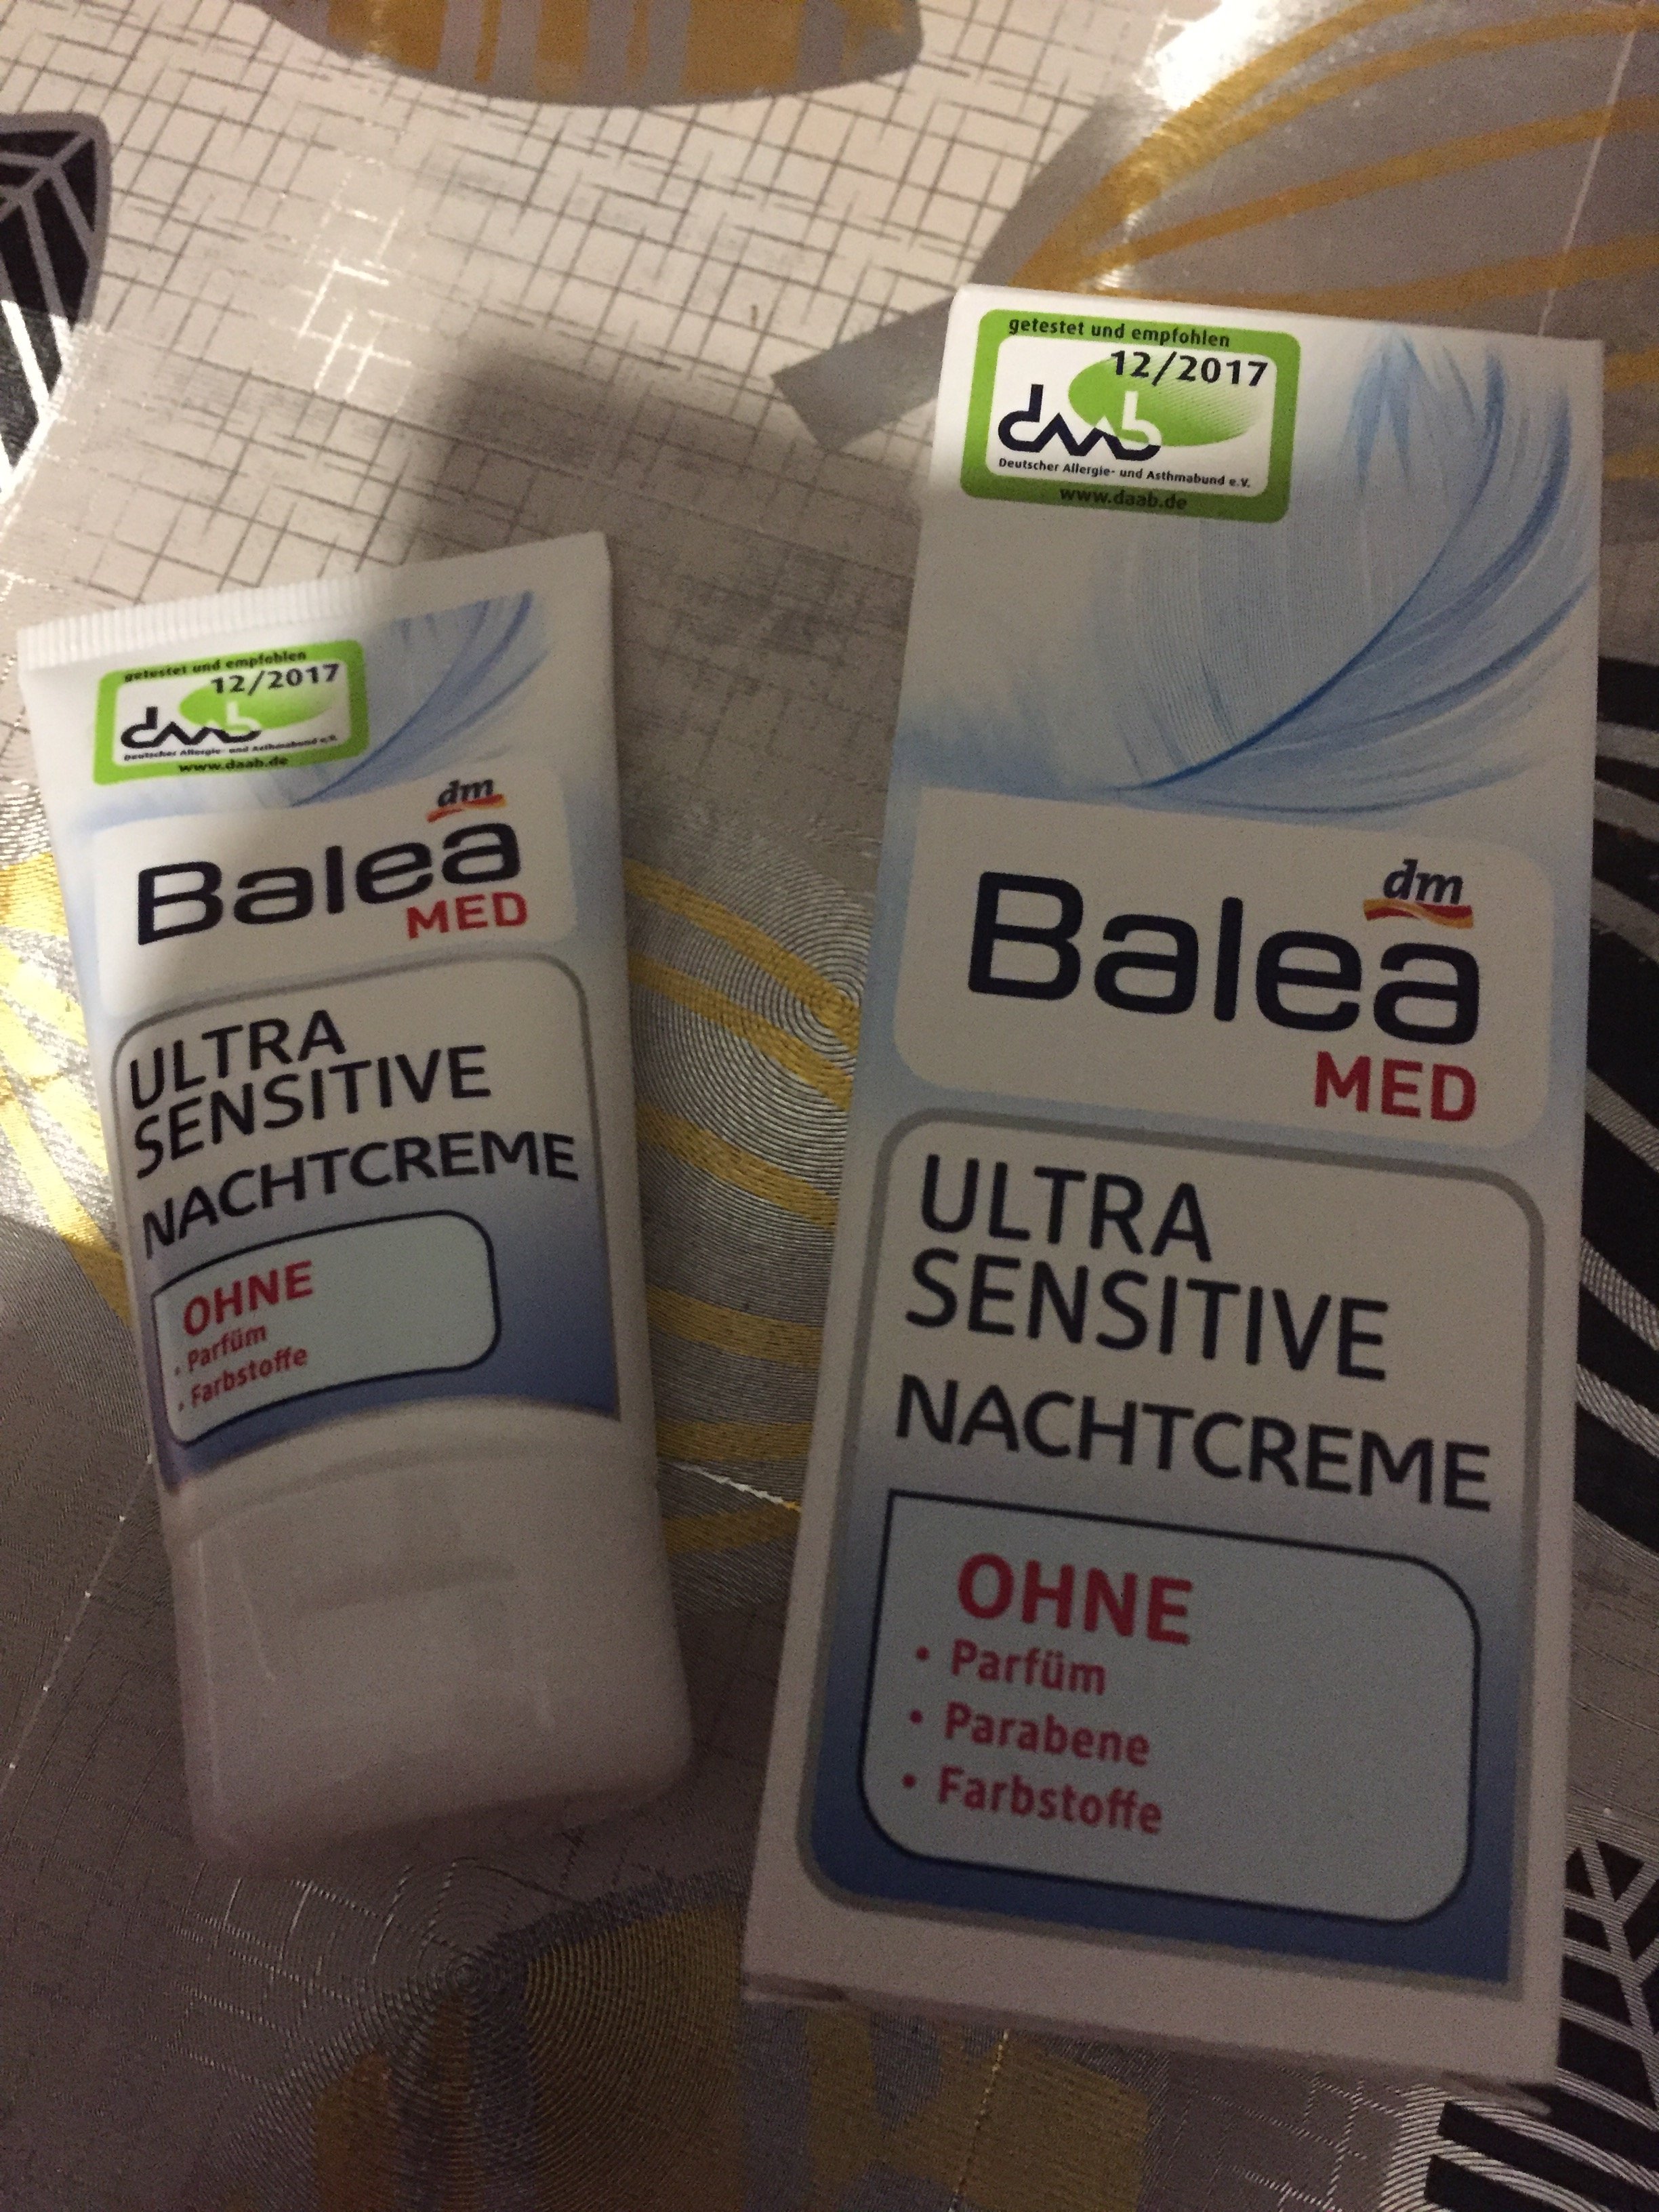 getestet und empfohlen
12/2017
daab
Deutscher Allergie- und Asthmabund e.V.
www.daab.de
dm
Balea
MED
ULTRA
SENSITIVE
NACHTCREME
OHNE
• Parfüm
• Farbstoffe
getestet und empfohlen
12/2017
daab
Deutscher Allergie- und Asthmabund e.V.
www.daab.de
dm
Balea
MED
ULTRA
SENSITIVE
NACHTCREME
OHNE
• Parfüm
• Parabene
• Farbstoffe